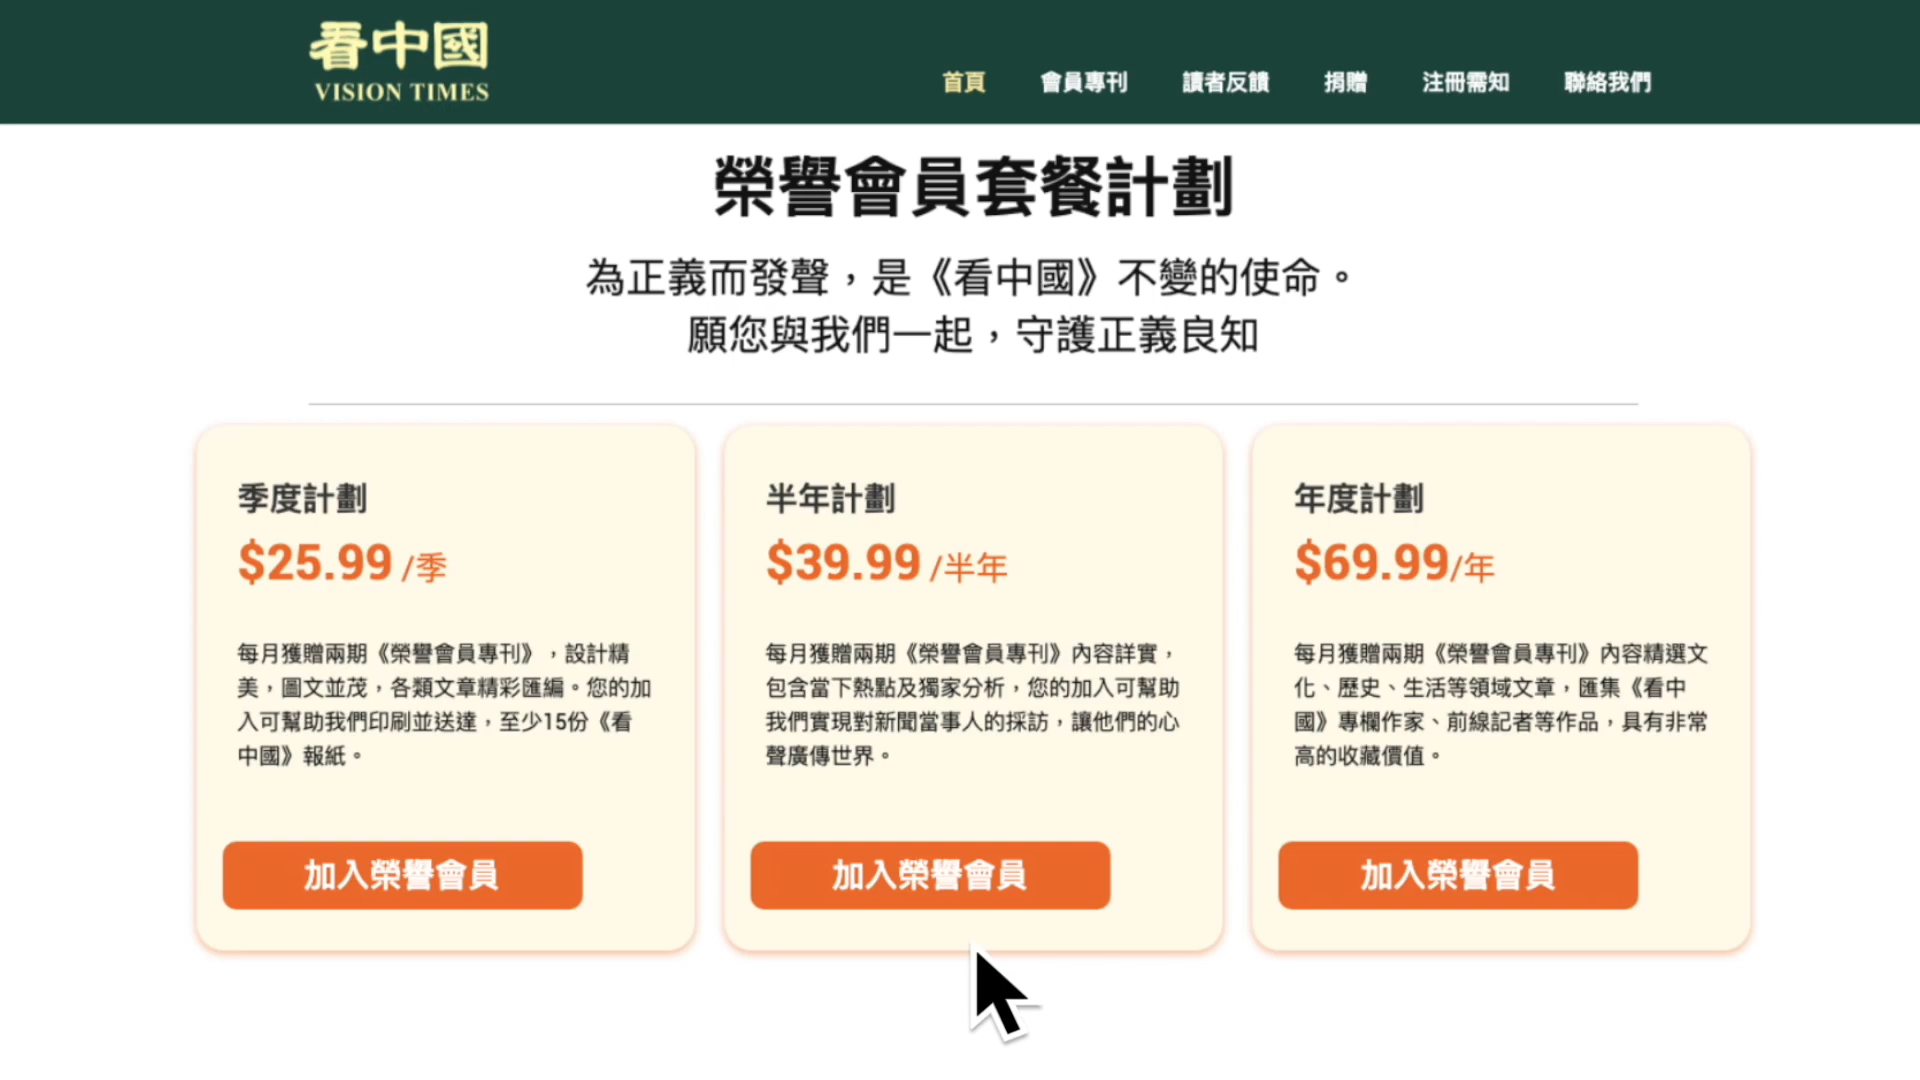 看中國
VISION TIMES
首頁 會員專刊 讀者反饋 捐贈 注冊需知 聯絡我們
榮譽會員套餐計劃
為正義而發聲，是《看中國》不變的使命。
願您與我們一起，守護正義良知
季度計劃
$25.99 /季
每月獲贈兩期《榮譽會員專刊》，設計精
美，圖文並茂，各類文章精彩匯編。您的加
入可幫助我們印刷並送達，至少15份《看
中國》報紙。
加入榮譽會員
半年計劃
$39.99 /半年
每月獲贈兩期《榮譽會員專刊》內容詳實，
包含當下熱點及獨家分析，您的加入可幫助
我們實現對新聞當事人的採訪，讓他們的心
聲廣傳世界。
加入榮譽會員
年度計劃
$69.99/年
每月獲贈兩期《榮譽會員專刊》內容精選文
化、歷史、生活等領域文章，匯集《看中
國》專欄作家、前線記者等作品，具有非常
高的收藏價值。
加入榮譽會員